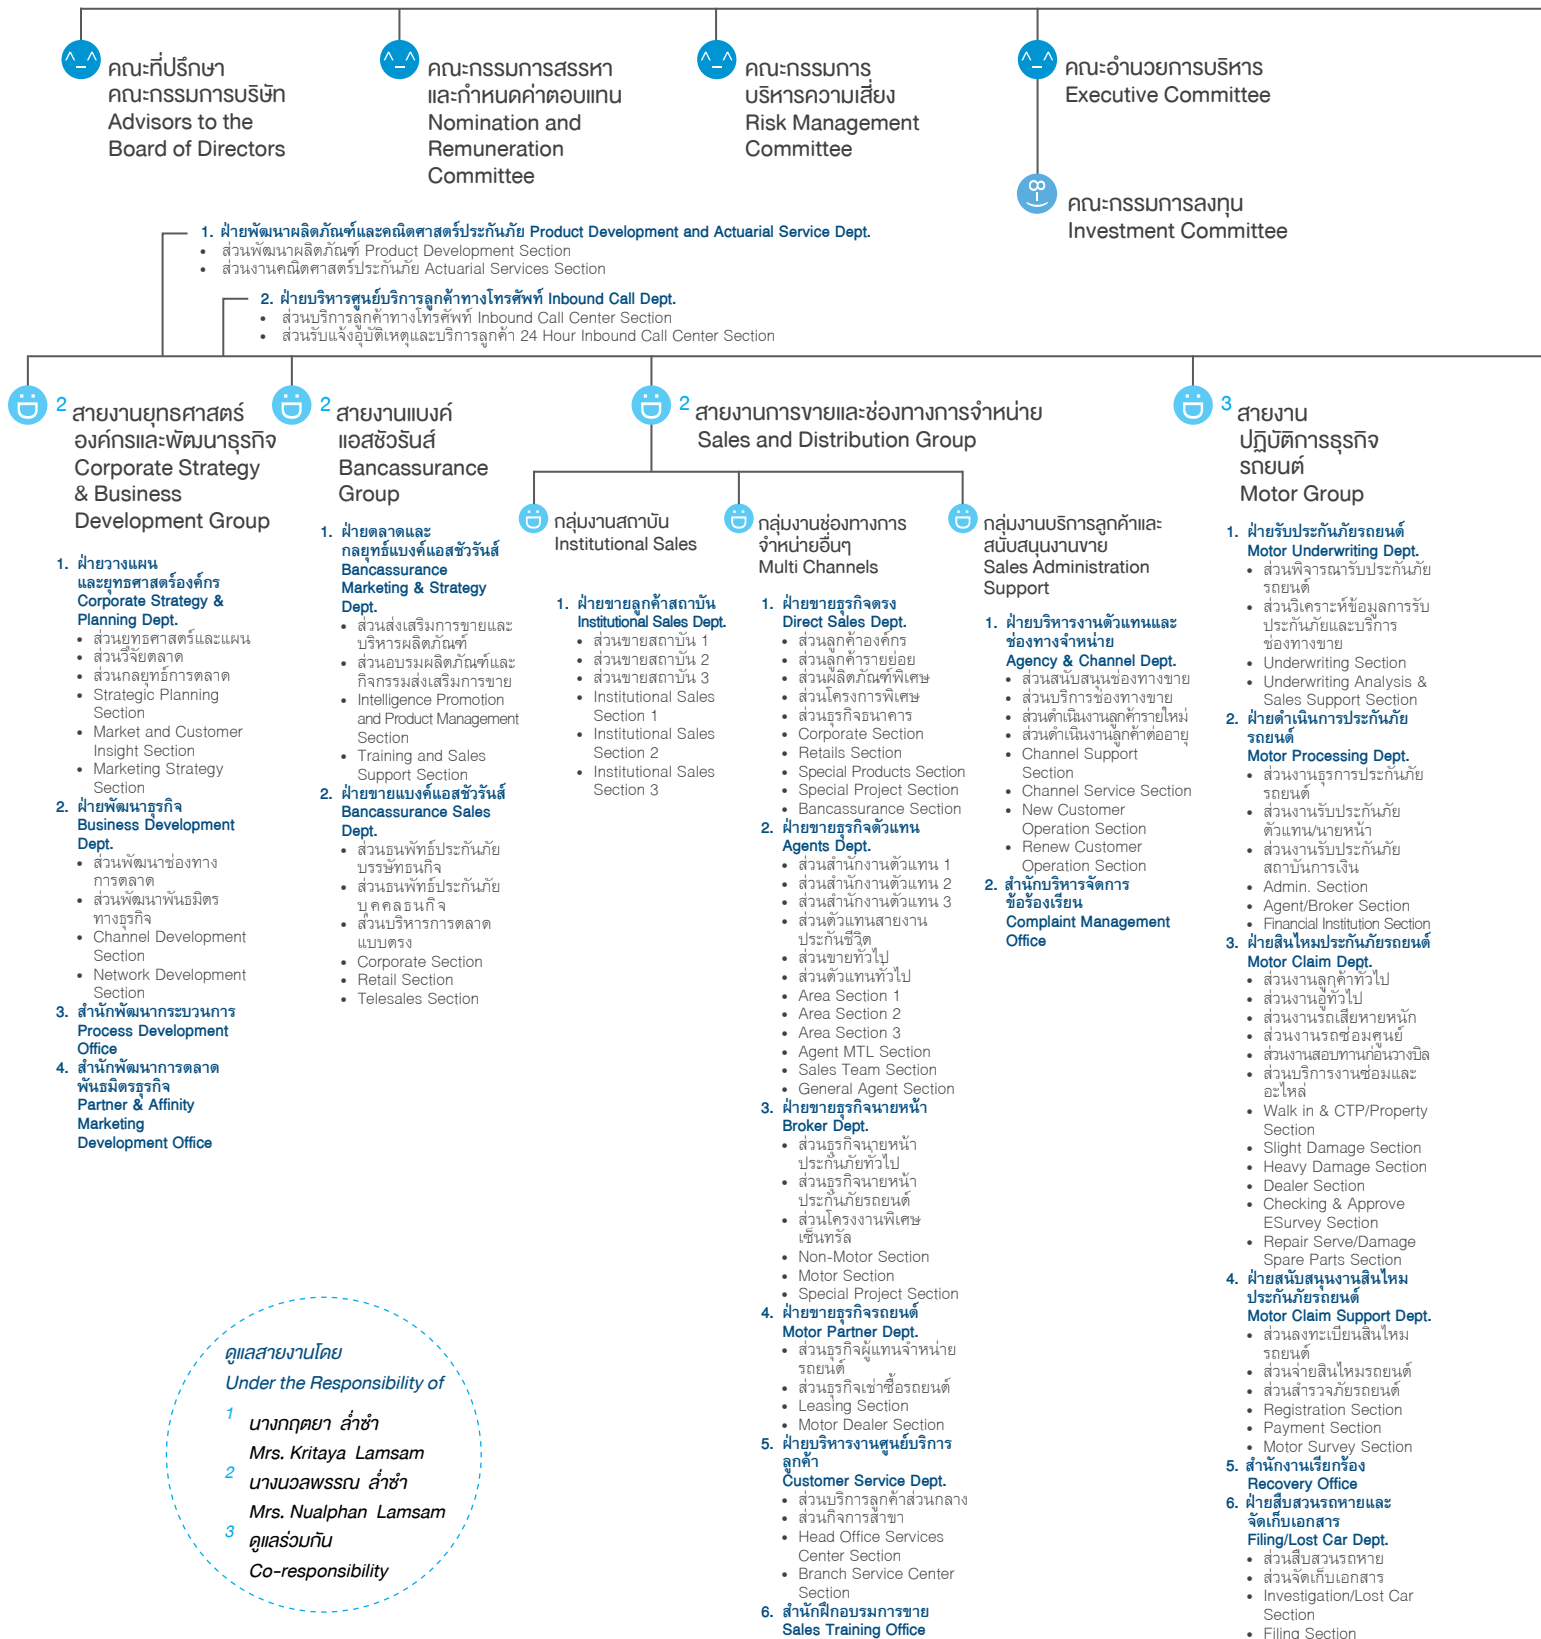 คณะที่ปรึกษา
คณะกรรมการบริษัท
Advisors to the
Board of Directors
คณะกรรมการสรรหา
และกำหนดค่าตอบแทน
Nomination and
Remuneration
Committee
คณะกรรมการ
บริหารความเสี่ยง
Risk Management
Committee
คณะอำนวยการบริหาร
Executive Committee
คณะกรรมการลงทุน
Investment Committee
1. ฝ่ายพัฒนาผลิตภัณฑ์และคณิตศาสตร์ประกันภัย Product Development and Actuarial Service Dept.
• ส่วนพัฒนาผลิตภัณฑ์ Product Development Section
• ส่วนงานคณิตศาสตร์ประกันภัย Actuarial Services Section
2. ฝ่ายบริหารศูนย์บริการลูกค้าทางโทรศัพท์ Inbound Call Dept.
• ส่วนบริการลูกค้าทางโทรศัพท์ Inbound Call Center Section
• ส่วนรับแจ้งอุบัติเหตุและบริการลูกค้า 24 Hour Inbound Call Center Section
2 สายงานยุทธศาสตร์
องค์กรและพัฒนาธุรกิจ
Corporate Strategy
& Business
Development Group
1. ฝ่ายวางแผน
และยุทธศาสตร์องค์กร
Corporate Strategy &
Planning Dept.
• ส่วนยุทธศาสตร์และแผน
• ส่วนวิจัยตลาด
• ส่วนกลยุทธ์การตลาด
• Strategic Planning
Section
• Market and Customer
Insight Section
• Marketing Strategy
Section
2. ฝ่ายพัฒนาธุรกิจ
Business Development
Dept.
• ส่วนพัฒนาช่องทาง
การตลาด
• ส่วนพัฒนาพันธมิตร
ทางธุรกิจ
• Channel Development
Section
• Network Development
Section
3. สำนักพัฒนากระบวนการ
Process Development
Office
4. สำนักพัฒนาการตลาด
พันธมิตรธุรกิจ
Partner & Affinity
Marketing
Development Office
2 สายงานแบงค์
แอสชัวรันส์
Bancassurance
Group
1. ฝ่ายตลาดและ
กลยุทธ์แบงค์แอสชัวรันส์
Bancassurance
Marketing & Strategy
Dept.
• ส่วนส่งเสริมการขายและ
บริหารผลิตภัณฑ์
• ส่วนอบรมผลิตภัณฑ์และ
กิจกรรมส่งเสริมการขาย
• Intelligence Promotion
and Product Management
Section
• Training and Sales
Support Section
2. ฝ่ายขายแบงค์แอสชัวรันส์
Bancassurance Sales
Dept.
• ส่วนธนพัทธ์ประกันภัย
บรรษัทธนกิจ
• ส่วนธนพัทธ์ประกันภัย
บุคคลธนกิจ
• ส่วนบริหารการตลาด
แบบตรง
• Corporate Section
• Retail Section
• Telesales Section
2 สายงานการขายและช่องทางการจำหน่าย
Sales and Distribution Group
กลุ่มงานสถาบัน
Institutional Sales
1. ฝ่ายขายลูกค้าสถาบัน
Institutional Sales Dept.
• ส่วนขายสถาบัน 1
• ส่วนขายสถาบัน 2
• ส่วนขายสถาบัน 3
• Institutional Sales
Section 1
• Institutional Sales
Section 2
• Institutional Sales
Section 3
กลุ่มงานช่องทางการ
จำหน่ายอื่นๆ
Multi Channels
1. ฝ่ายขายธุรกิจตรง
Direct Sales Dept.
• ส่วนลูกค้าองค์กร
• ส่วนลูกค้ารายย่อย
• ส่วนผลิตภัณฑ์พิเศษ
• ส่วนโครงการพิเศษ
• ส่วนธุรกิจธนาคาร
• Corporate Section
• Retails Section
• Special Products Section
• Special Project Section
• Bancassurance Section
2. ฝ่ายขายธุรกิจตัวแทน
Agents Dept.
• ส่วนสำนักงานตัวแทน 1
• ส่วนสำนักงานตัวแทน 2
• ส่วนสำนักงานตัวแทน 3
• ส่วนตัวแทนสายงาน
ประกันชีวิต
• ส่วนขายทั่วไป
• ส่วนตัวแทนทั่วไป
• Area Section 1
• Area Section 2
• Area Section 3
• Agent MTL Section
• Sales Team Section
• General Agent Section
3. ฝ่ายขายธุรกิจนายหน้า
Broker Dept.
• ส่วนธุรกิจนายหน้า
ประกันภัยทั่วไป
• ส่วนธุรกิจนายหน้า
ประกันภัยรถยนต์
• ส่วนโครงงานพิเศษ
เซ็นทรัล
• Non-Motor Section
• Motor Section
• Special Project Section
4. ฝ่ายขายธุรกิจรถยนต์
Motor Partner Dept.
• ส่วนธุรกิจผู้แทนจำหน่าย
รถยนต์
• ส่วนธุรกิจเช่าซื้อรถยนต์
• Leasing Section
• Motor Dealer Section
5. ฝ่ายบริหารงานศูนย์บริการ
ลูกค้า
Customer Service Dept.
• ส่วนบริการลูกค้าส่วนกลาง
• ส่วนกิจการสาขา
• Head Office Services
Center Section
• Branch Service Center
Section
6. สำนักฝึกอบรมการขาย
Sales Training Office
กลุ่มงานบริการลูกค้าและ
สนับสนุนงานขาย
Sales Administration
Support
1. ฝ่ายบริหารงานตัวแทนและ
ช่องทางจำหน่าย
Agency & Channel Dept.
• ส่วนสนับสนุนช่องทางขาย
• ส่วนบริการช่องทางขาย
• ส่วนดำเนินงานลูกค้ารายใหม่
• ส่วนดำเนินงานลูกค้าต่ออายุ
• Channel Support
Section
• Channel Service Section
• New Customer
Operation Section
• Renew Customer
Operation Section
2. สำนักบริหารจัดการ
ข้อร้องเรียน
Complaint Management
Office
3 สายงาน
ปฏิบัติการธุรกิจ
รถยนต์
Motor Group
1. ฝ่ายรับประกันภัยรถยนต์
Motor Underwriting Dept.
• ส่วนพิจารณารับประกันภัย
รถยนต์
• ส่วนวิเคราะห์ข้อมูลการรับ
ประกันภัยและบริการ
ช่องทางขาย
• Underwriting Section
• Underwriting Analysis &
Sales Support Section
2. ฝ่ายดำเนินการประกันภัย
รถยนต์
Motor Processing Dept.
• ส่วนงานธุรการประกันภัย
รถยนต์
• ส่วนงานรับประกันภัย
ตัวแทน/นายหน้า
• ส่วนงานรับประกันภัย
สถาบันการเงิน
• Admin. Section
• Agent/Broker Section
• Financial Institution Section
3. ฝ่ายสินไหมประกันภัยรถยนต์
Motor Claim Dept.
• ส่วนงานลูกค้าทั่วไป
• ส่วนงานอู่ทั่วไป
• ส่วนงานรถเสียหายหนัก
• ส่วนงานรถซ่อมศูนย์
• ส่วนงานสอบทานก่อนวางบิล
• ส่วนบริการงานซ่อมและ
อะไหล่
• Walk in & CTP/Property
Section
• Slight Damage Section
• Heavy Damage Section
• Dealer Section
• Checking & Approve
ESurvey Section
• Repair Serve/Damage
Spare Parts Section
4. ฝ่ายสนับสนุนงานสินไหม
ประกันภัยรถยนต์
Motor Claim Support Dept.
• ส่วนลงทะเบียนสินไหม
รถยนต์
• ส่วนจ่ายสินไหมรถยนต์
• ส่วนสำรวจภัยรถยนต์
• Registration Section
• Payment Section
• Motor Survey Section
5. สำนักงานเรียกร้อง
Recovery Office
6. ฝ่ายสืบสวนรถหายและ
จัดเก็บเอกสาร
Filing/Lost Car Dept.
• ส่วนสืบสวนรถหาย
• ส่วนจัดเก็บเอกสาร
• Investigation/Lost Car
Section
• Filing Section
ดูแลสายงานโดย
Under the Responsibility of
1 นางกฤตยา ล่ำซำ
Mrs. Kritaya Lamsam
2 นางนวลพรรณ ล่ำซำ
Mrs. Nualphan Lamsam
3 ดูแลร่วมกัน
Co-responsibility